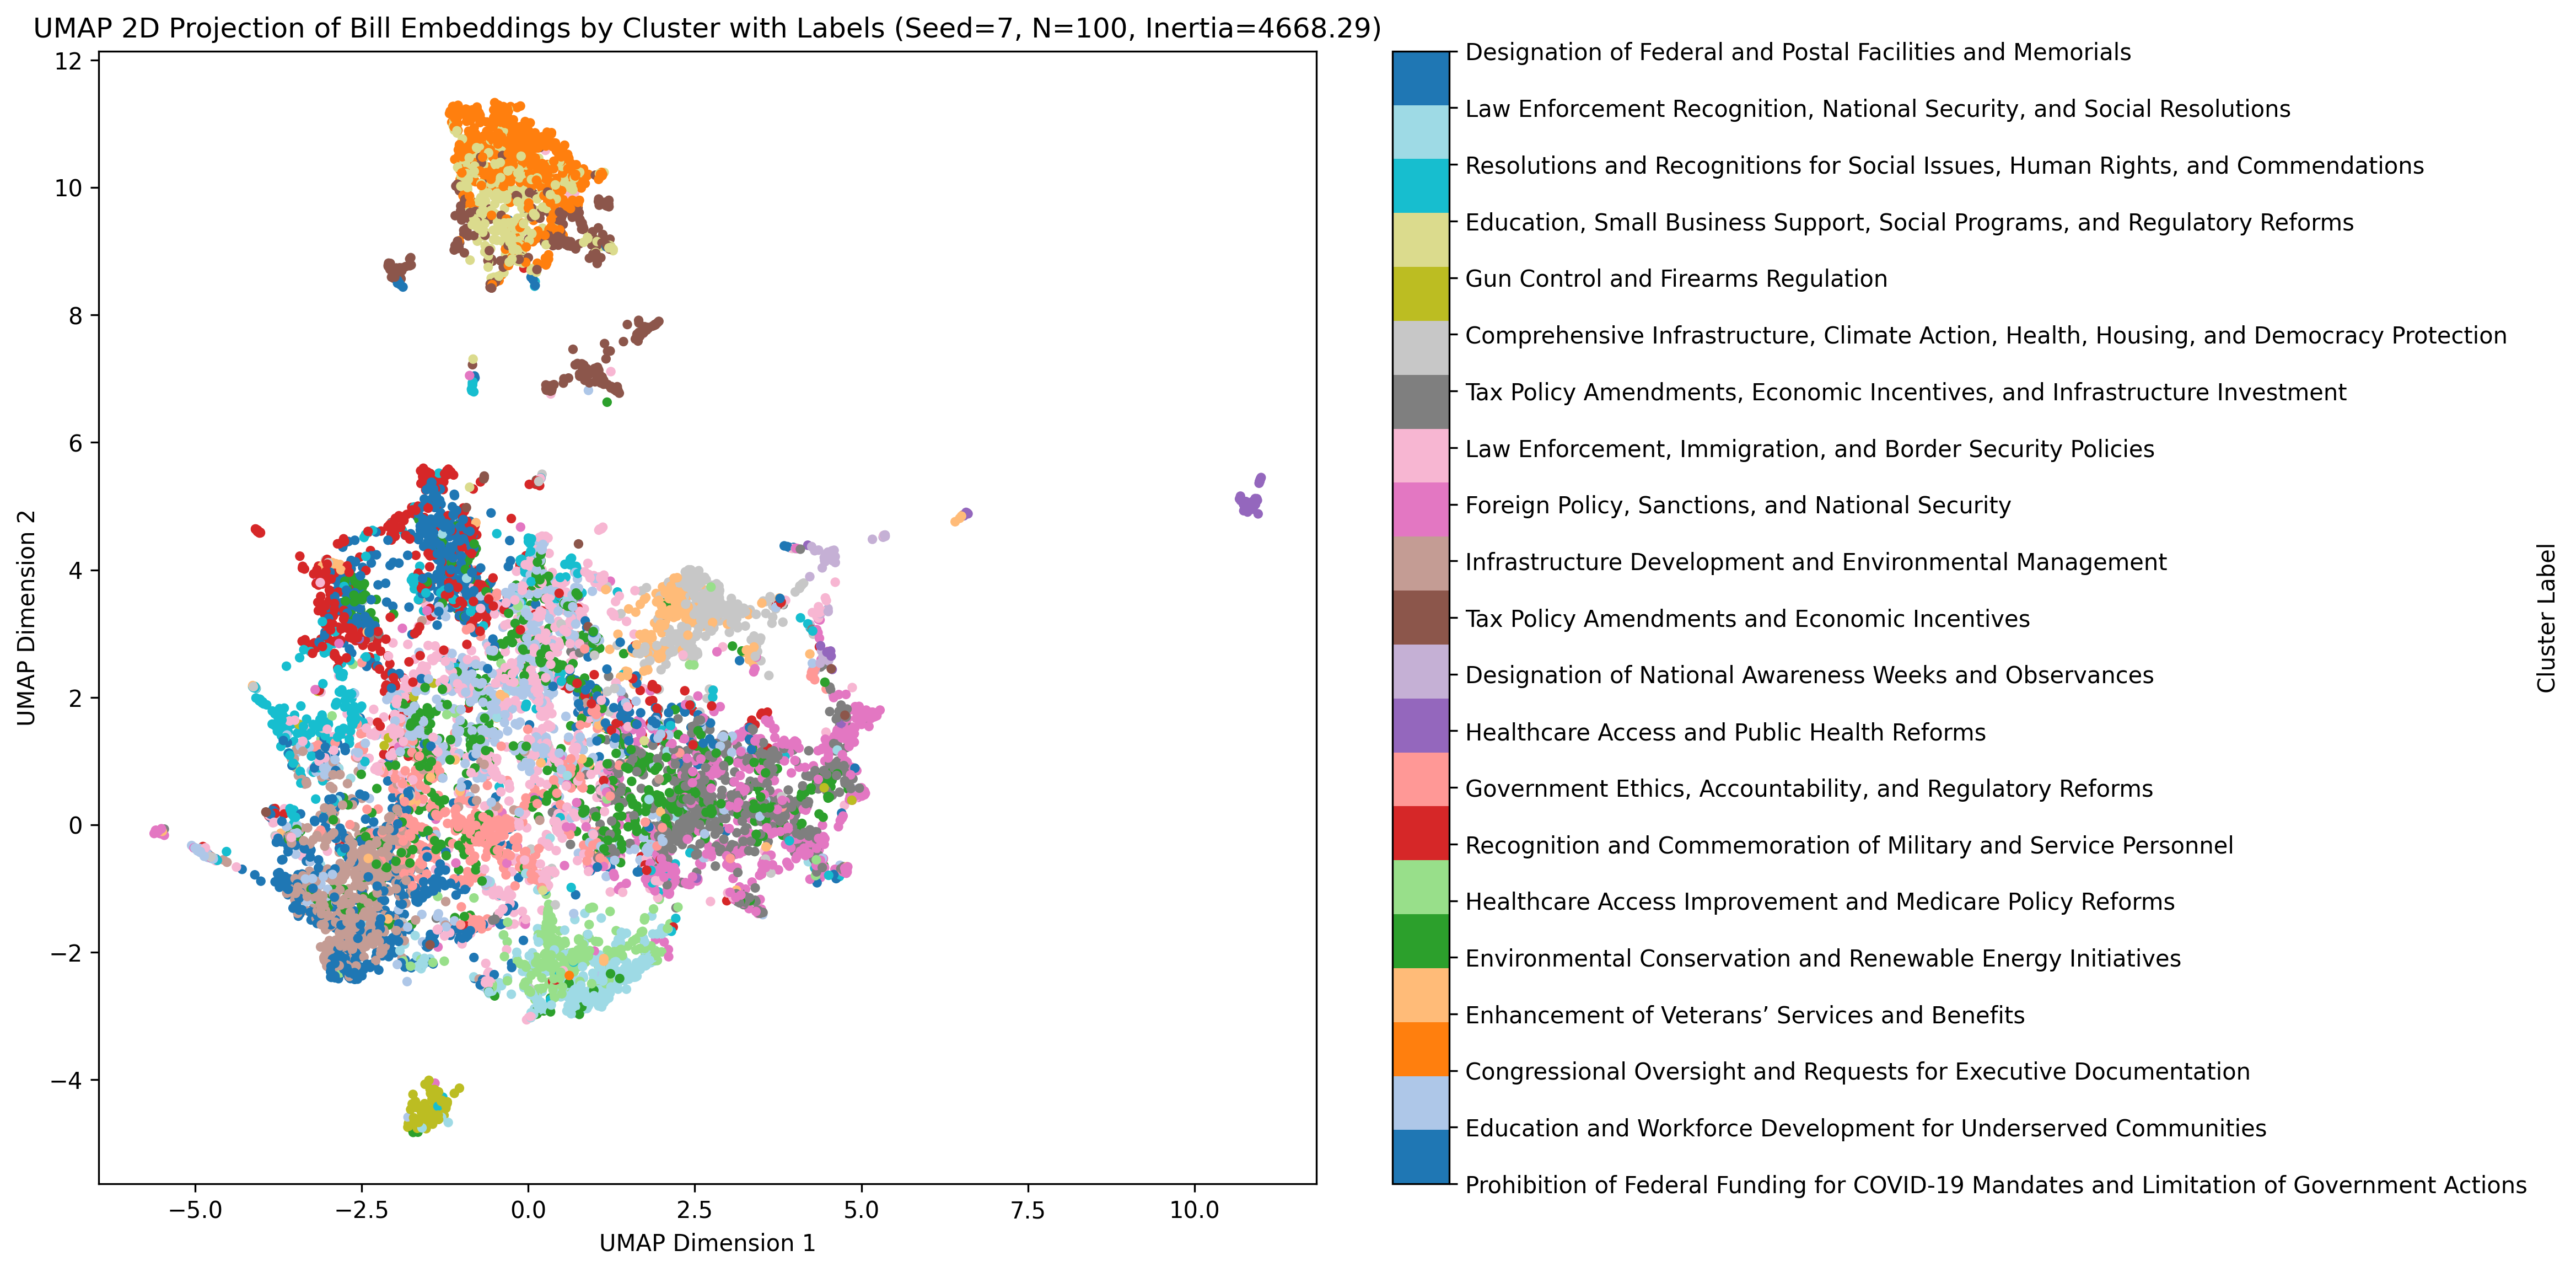 UMAP 2D Projection of Bill Embeddings by Cluster with Labels (Seed=7, N=100, Inertia=4668.29)
12
10
8
6
4
2
0
−2
−4
UMAP Dimension 2
−5.0
−2.5
0.0
2.5
5.0
7.5
10.0
UMAP Dimension 1
Designation of Federal and Postal Facilities and Memorials
Law Enforcement Recognition, National Security, and Social Resolutions
Resolutions and Recognitions for Social Issues, Human Rights, and Commendations
Education, Small Business Support, Social Programs, and Regulatory Reforms
Gun Control and Firearms Regulation
Comprehensive Infrastructure, Climate Action, Health, Housing, and Democracy Protection
Tax Policy Amendments, Economic Incentives, and Infrastructure Investment
Law Enforcement, Immigration, and Border Security Policies
Foreign Policy, Sanctions, and National Security
Infrastructure Development and Environmental Management
Tax Policy Amendments and Economic Incentives
Designation of National Awareness Weeks and Observances
Healthcare Access and Public Health Reforms
Government Ethics, Accountability, and Regulatory Reforms
Recognition and Commemoration of Military and Service Personnel
Healthcare Access Improvement and Medicare Policy Reforms
Environmental Conservation and Renewable Energy Initiatives
Enhancement of Veterans’ Services and Benefits
Congressional Oversight and Requests for Executive Documentation
Education and Workforce Development for Underserved Communities
Prohibition of Federal Funding for COVID-19 Mandates and Limitation of Government Actions
Cluster Label